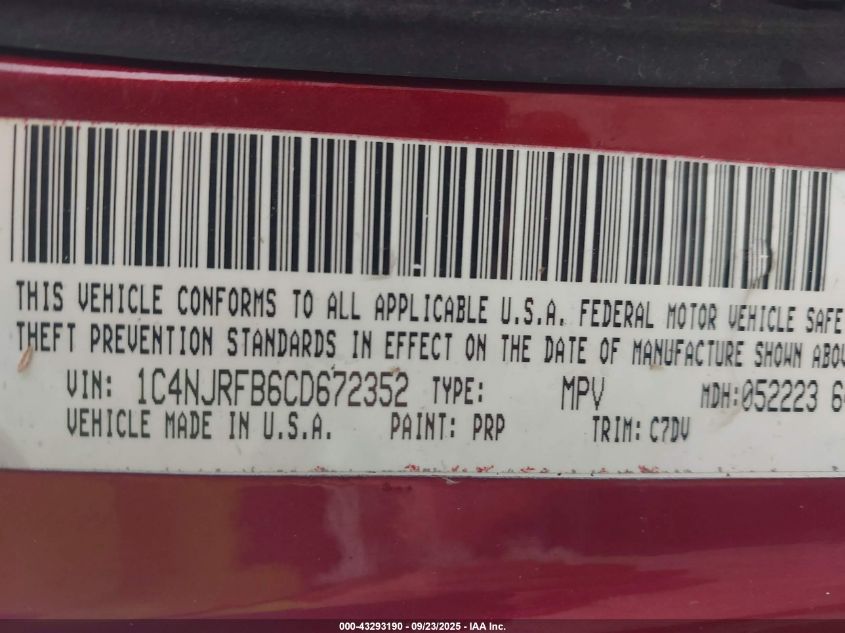 THIS VEHICLE CONFORMS TO ALL APPLICABLE U.S.A. FEDERAL MOTOR VEHICLE SAFE
THEFT PREVENTION STANDARDS IN EFFECT ON THE DATE OF MANUFACTURE SHOWN ABOV
VIN: 1C4NJRFB6CD672352 TYPE: MPV MDH:052223 6
VEHICLE MADE IN U.S.A. PAINT: PRP TRIM: C7DV
000-43293190 - 09/23/2025 - IAA Inc.